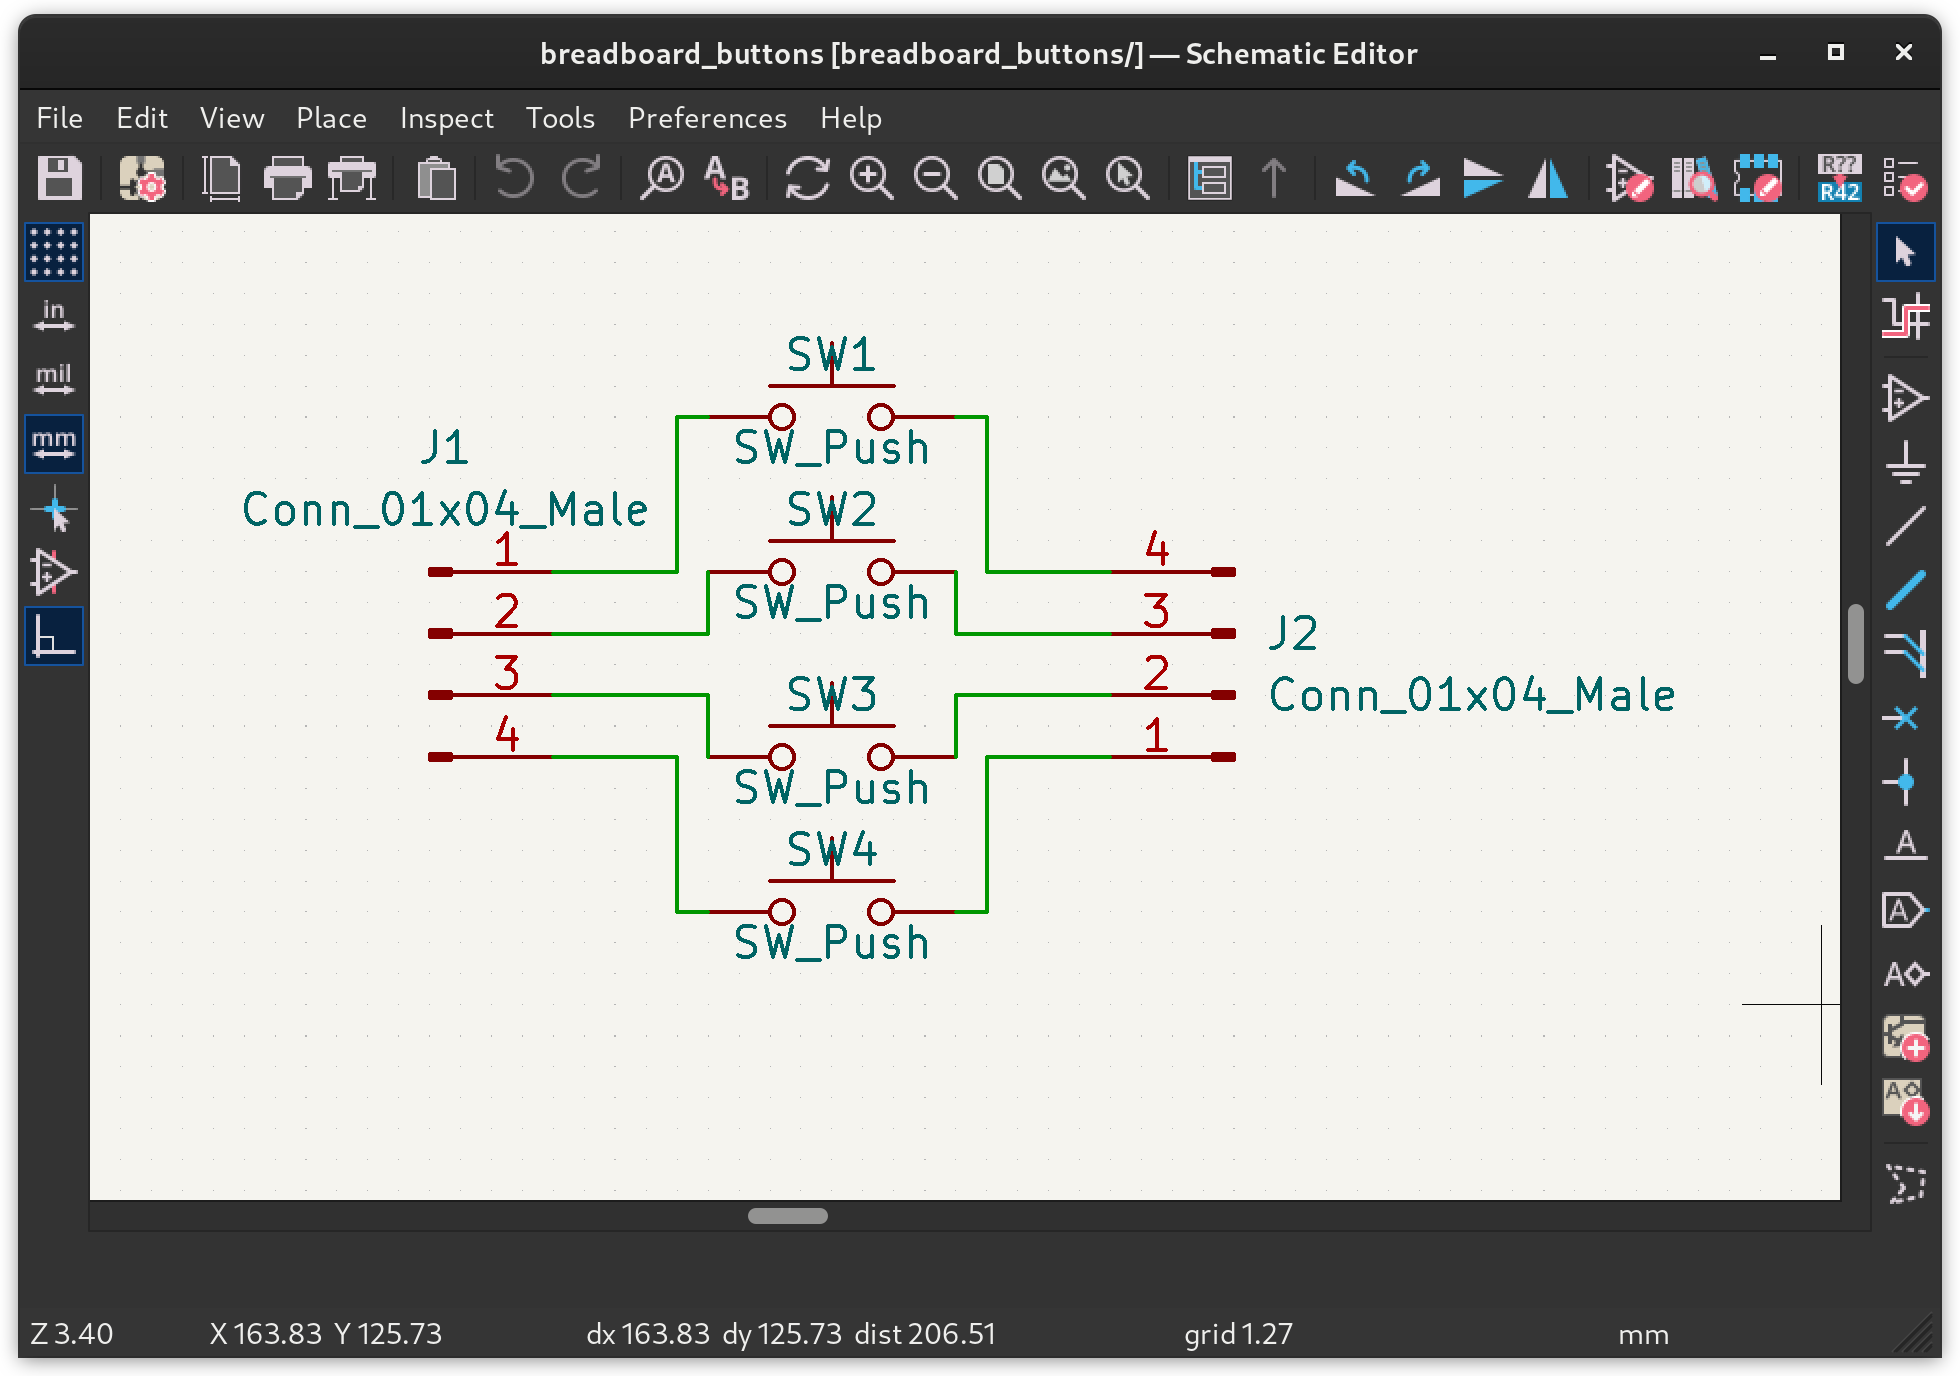 breadboard_buttons [breadboard_buttons/] — Schematic Editor
File Edit View Place Inspect Tools Preferences Help
A A B R?? R42
in
mil
mm
SW1
SW_Push
J1
Conn_01x04_Male
SW2
SW_Push
1
2
3
4
4
3
2
1
J2
Conn_01x04_Male
SW3
SW_Push
SW4
SW_Push
A
A
A
A
Z 3.40 X 163.83 Y 125.73 dx 163.83 dy 125.73 dist 206.51 grid 1.27 mm